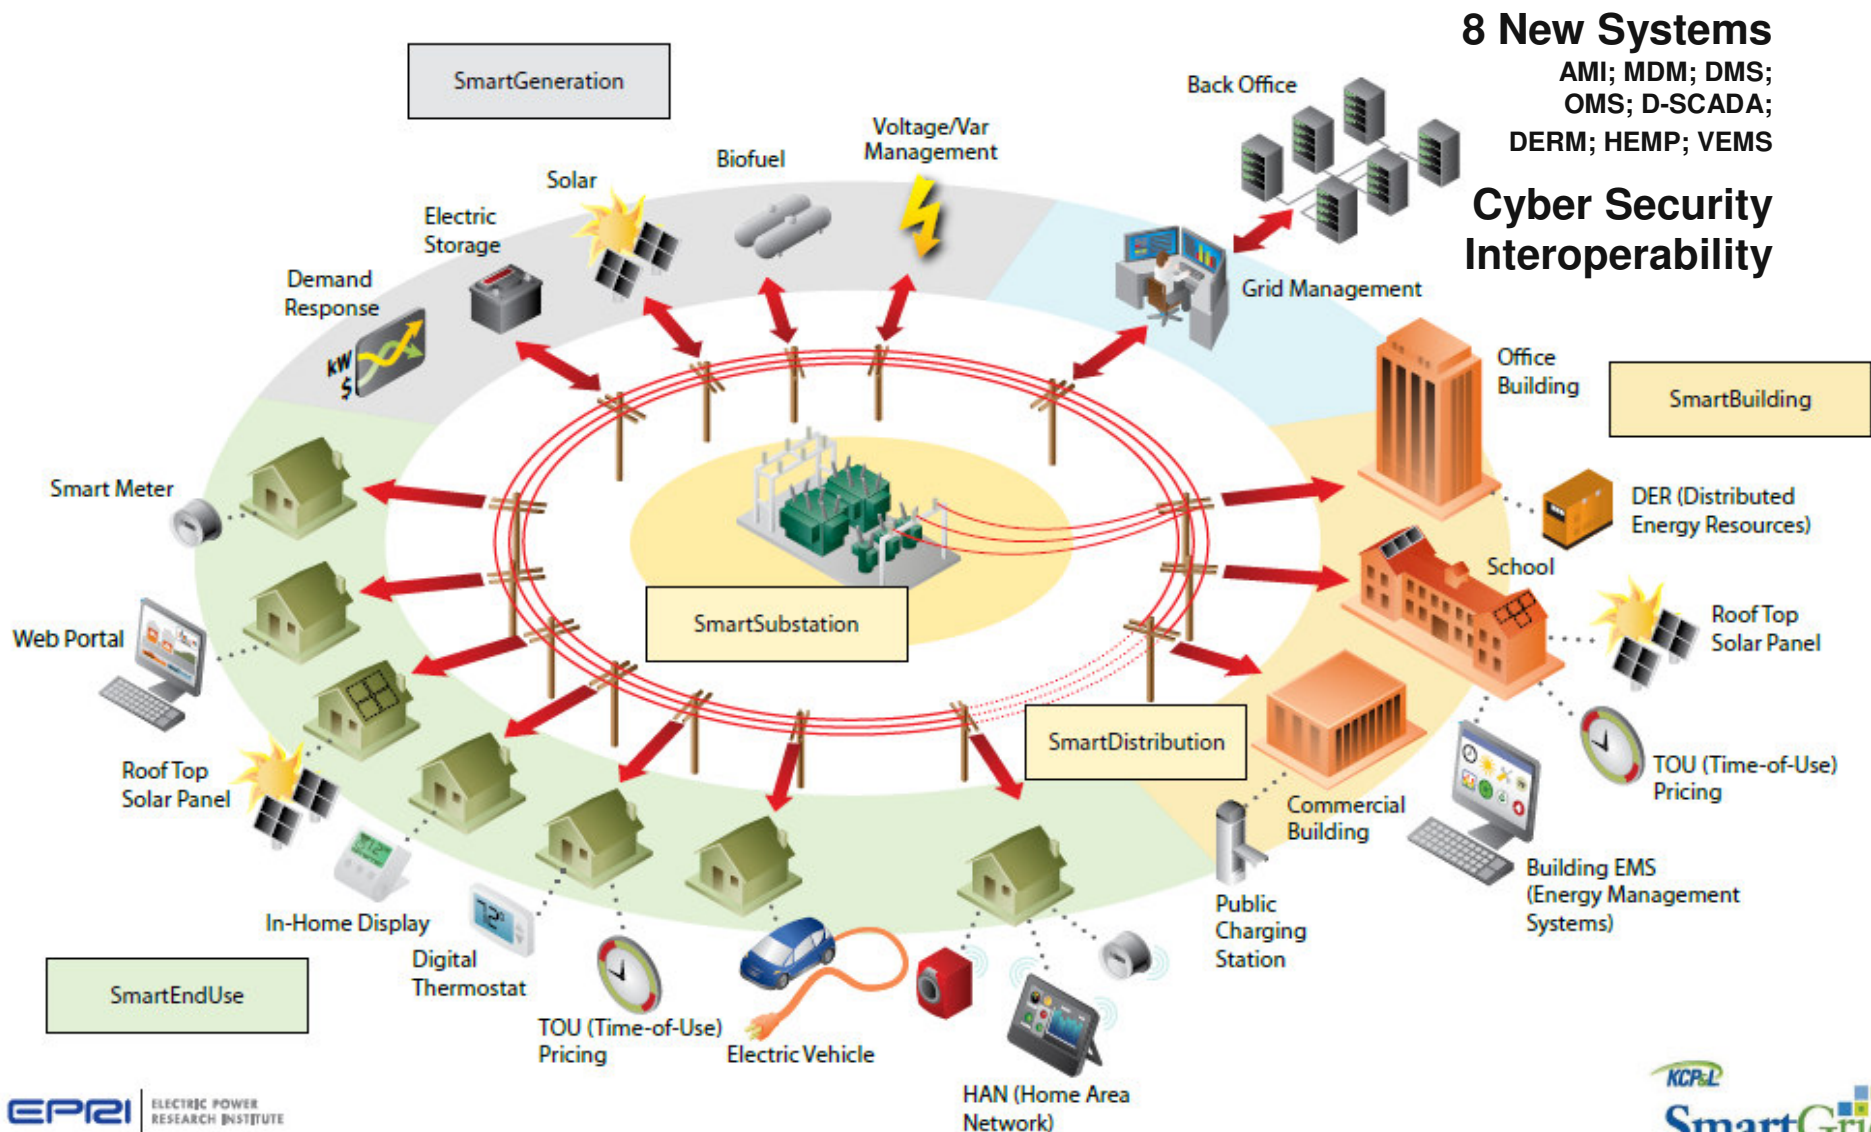 8 New Systems
AMI; MDM; DMS;
OMS; D-SCADA;
DERM; HEMP; VEMS
Cyber Security
Interoperability
SmartGeneration
Back Office
Voltage/Var
Management
Biofuel
Solar
Electric
Storage
Demand
Response
kW
$
Grid Management
Office
Building
SmartBuilding
Smart Meter
DER (Distributed
Energy Resources)
School
SmartSubstation
Roof Top
Solar Panel
Web Portal
SmartDistribution
TOU (Time-of-Use)
Pricing
Roof Top
Solar Panel
Commercial
Building
Building EMS
(Energy Management
Systems)
In-Home Display
Public
Charging
Station
Digital
Thermostat
SmartEndUse
TOU (Time-of-Use)
Pricing
Electric Vehicle
HAN (Home Area
Network)
EPRI
ELECTRIC POWER
RESEARCH INSTITUTE
KCP&L
SmartGri